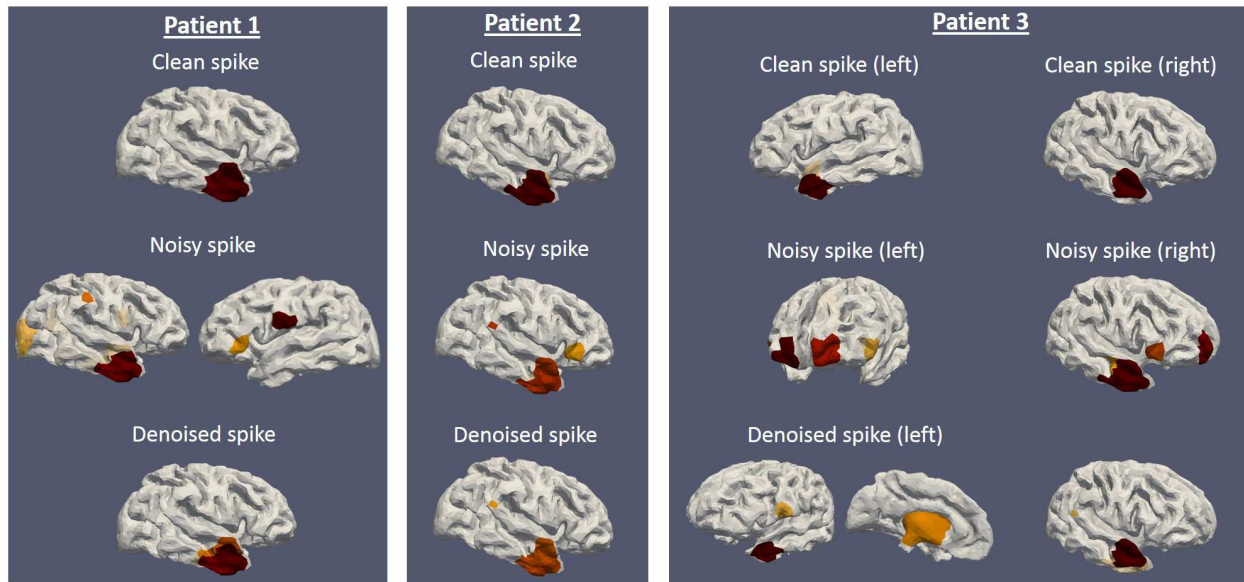 Patient 1
Clean spike
Noisy spike
Denoised spike
Patient 2
Clean spike
Noisy spike
Denoised spike
Patient 3
Clean spike (left)
Clean spike (right)
Noisy spike (left)
Noisy spike (right)
Denoised spike (left)